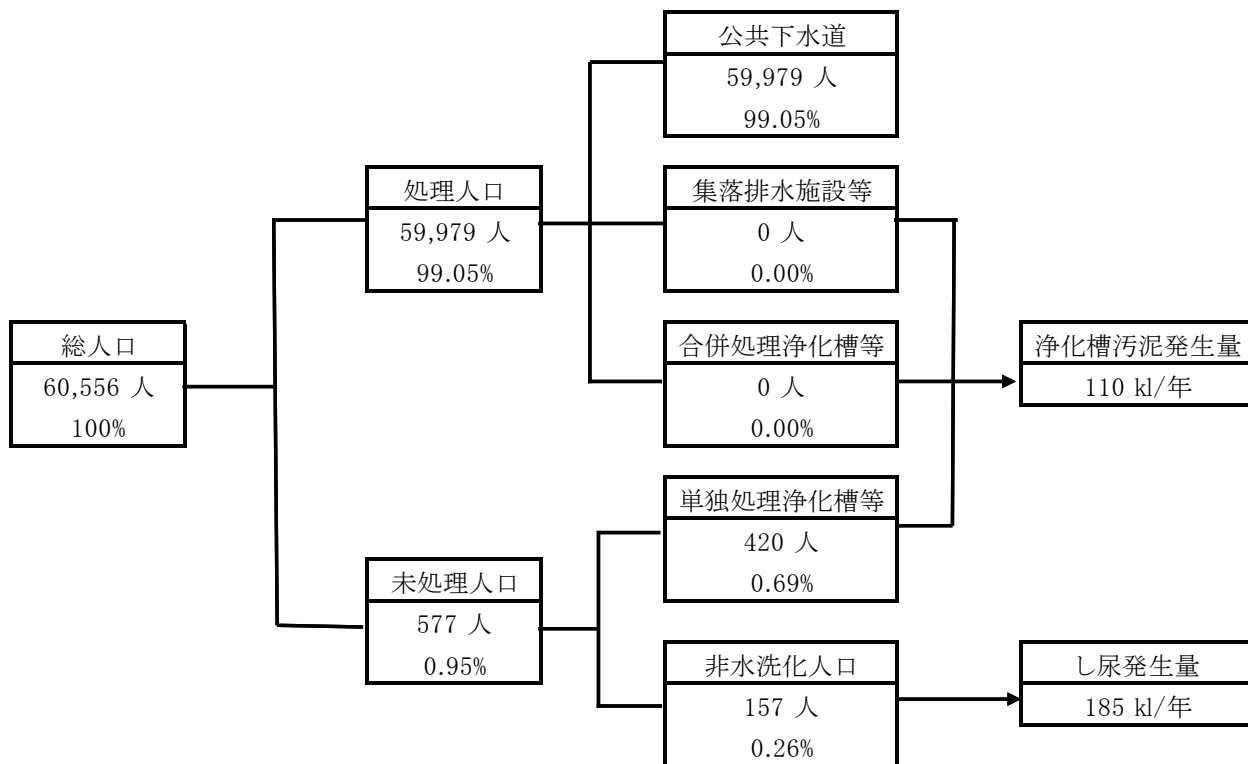 公共下水道
59,979 人
99.05%
処理人口
59,979 人
99.05%
集落排水施設等
0 人
0.00%
総人口
60,556 人
100%
合併処理浄化槽等
0 人
0.00%
浄化槽汚泥発生量
110 kl/年
単独処理浄化槽等
420 人
0.69%
未処理人口
577 人
0.95%
非水洗化人口
157 人
0.26%
し尿発生量
185 kl/年